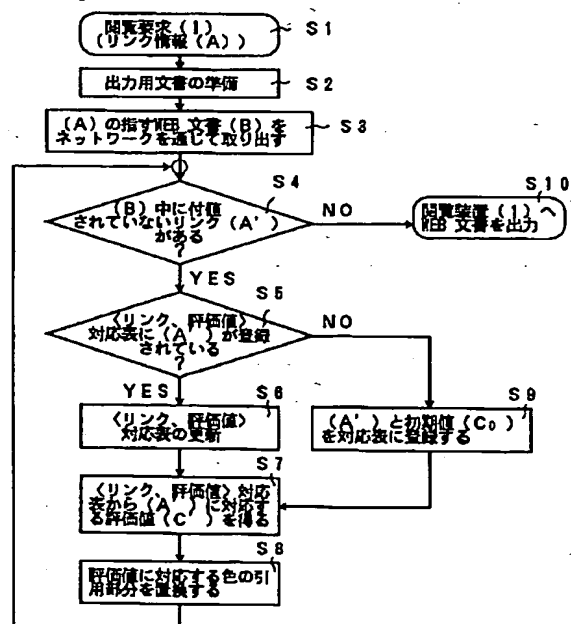 閲覧要求(1)
(リンク情報(A))
S1
出力用文書の準備
S2
(A)の指すWEB文書(B)を
ネットワークを通じて取り出す
S3
S4
(B)中に付値
されていないリンク(A')
がある
?
NO
S10
閲覧装置(1)へ
WEB文書を出力
YES
S5
〈リンク、評価値〉
対応表に(A')が登録
されている
?
NO
YES
S6
〈リンク、評価値〉
対応表の更新
S9
(A')と初期値(C₀)
を対応表に登録する
S7
〈リンク、評価値〉対応
表から(A')に対応す
る評価値(C')を得る
S8
評価値に対応する色の引
用部分を置換する